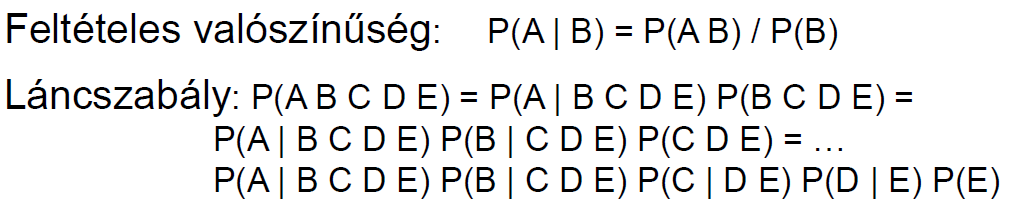 Feltételes valószínűség: P(A | B) = P(A B) / P(B)
Láncszabály: P(A B C D E) = P(A | B C D E) P(B C D E) =
P(A | B C D E) P(B | C D E) P(C D E) = …
P(A | B C D E) P(B | C D E) P(C | D E) P(D | E) P(E)